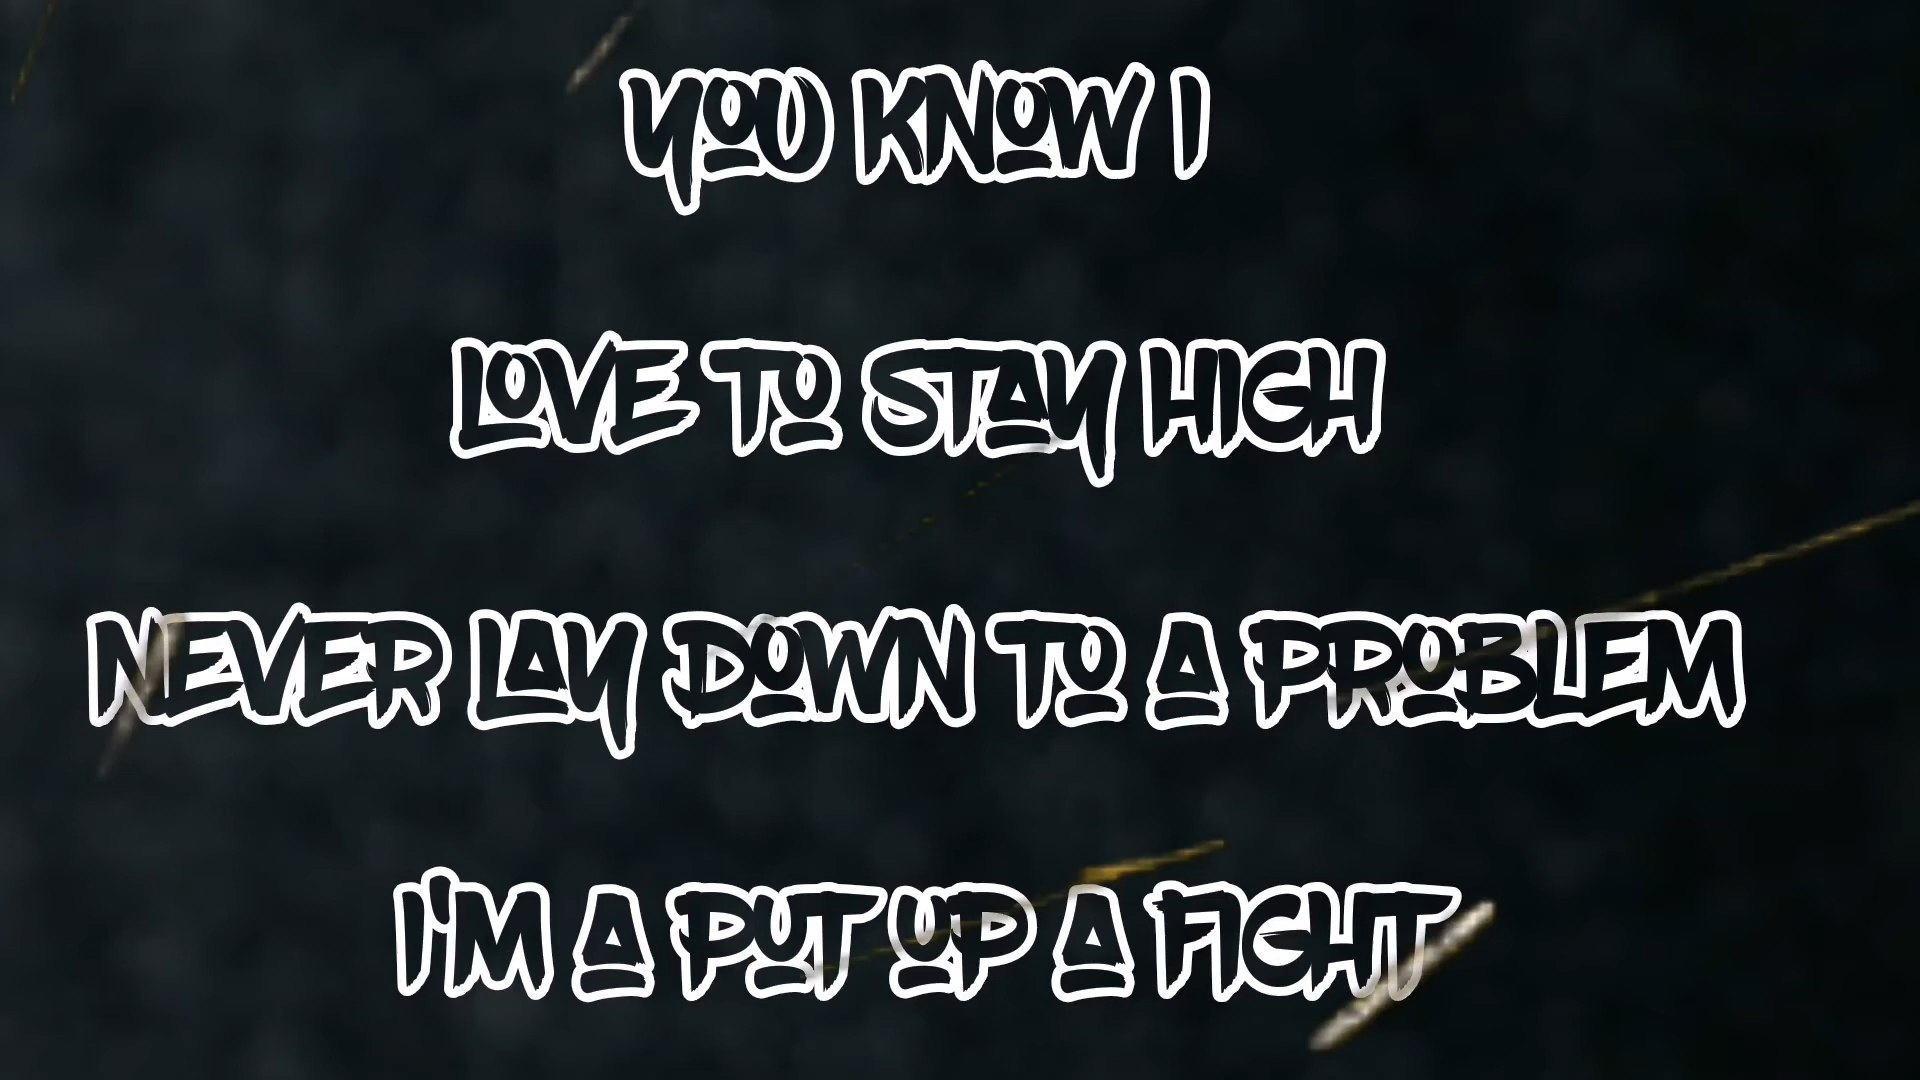 YOU KNOW I
LOVE TO STAY HIGH
NEVER LAY DOWN TO A PROBLEM
I'M A PUT UP A FIGHT